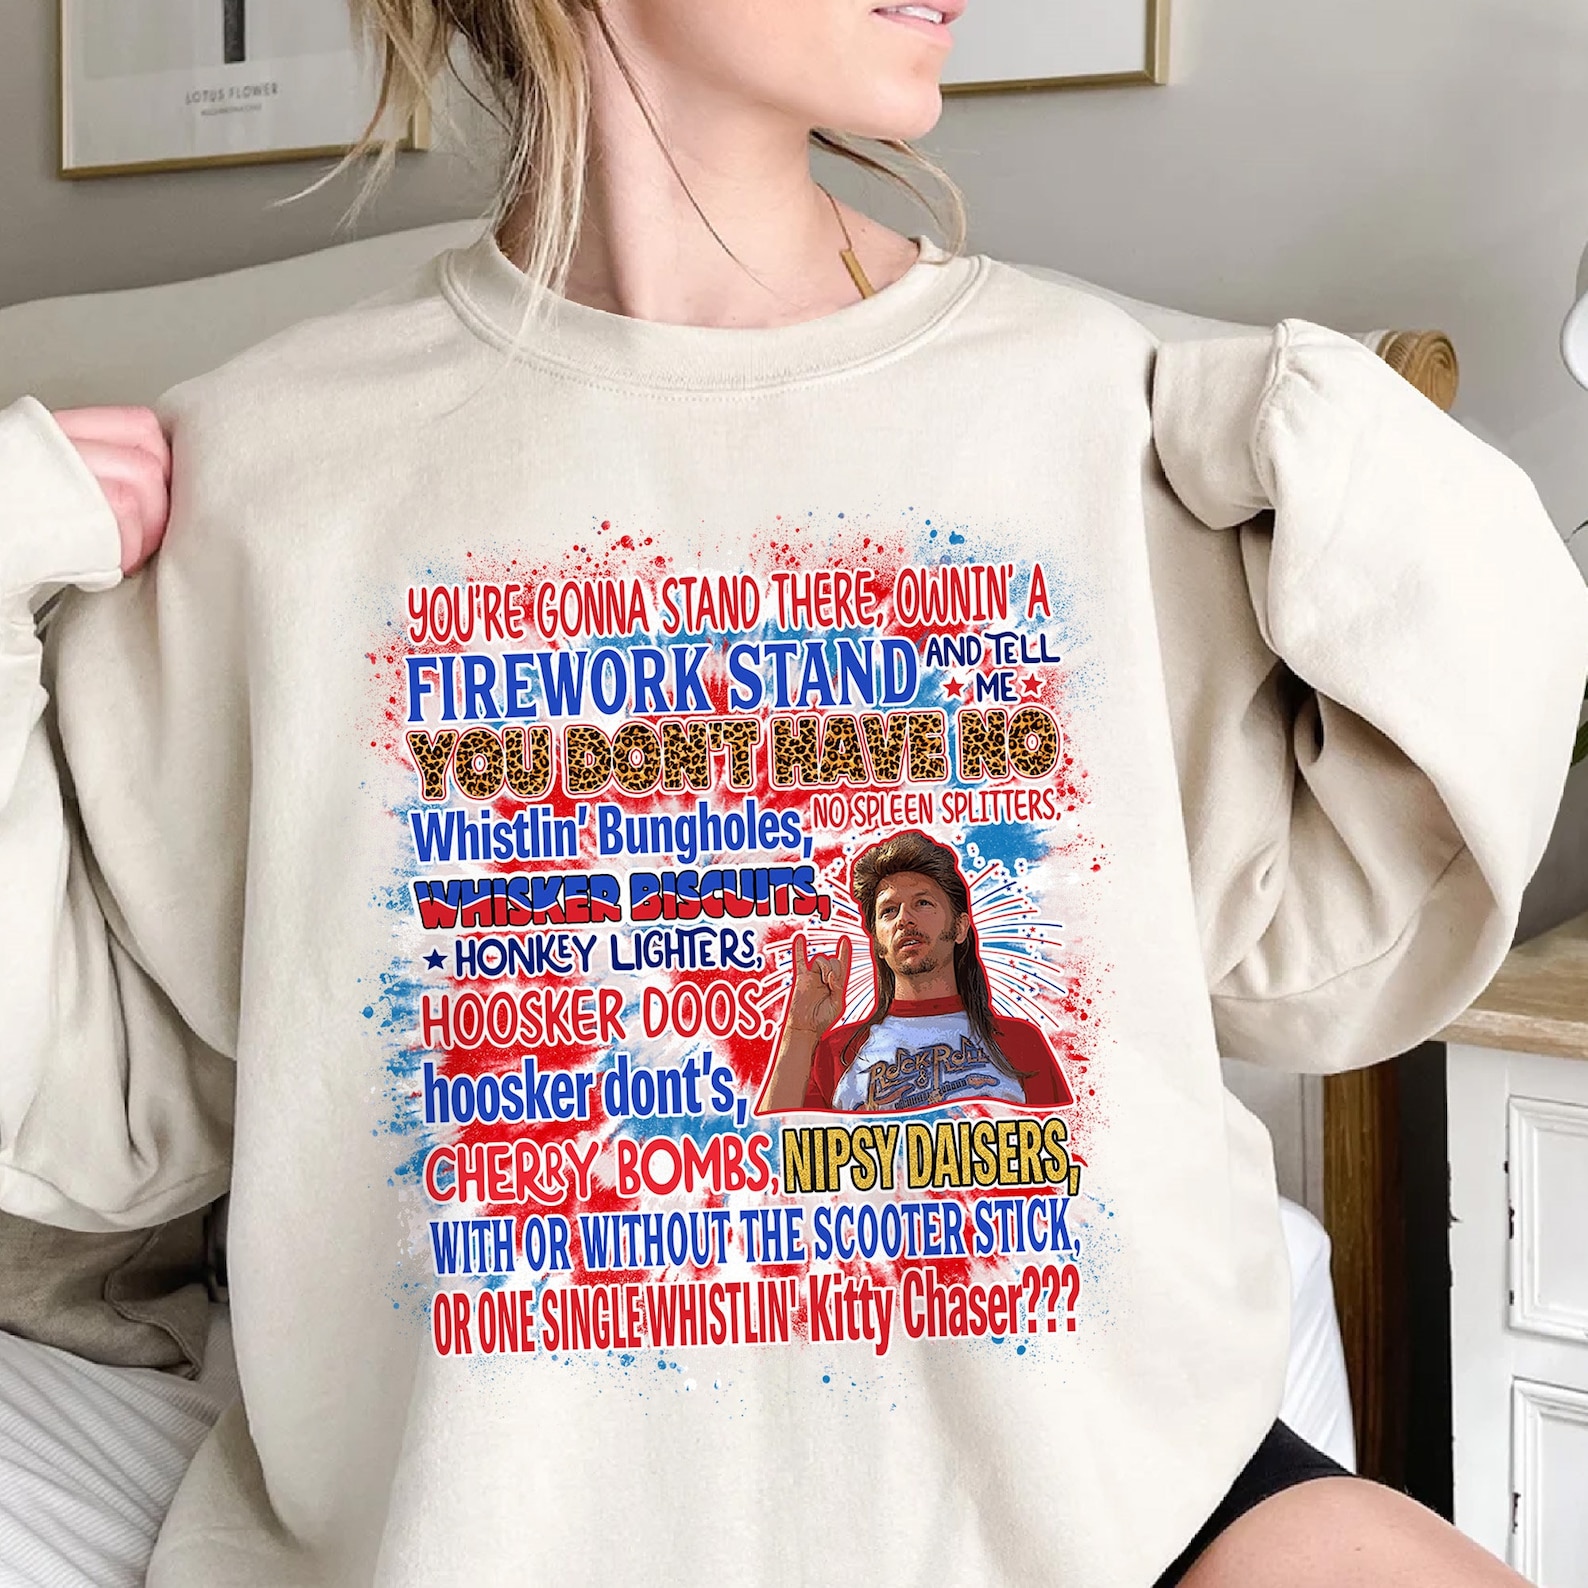 LOTUS FLOWER
YOU'RE GONNA STAND THERE, OWNIN' A
FIREWORK STAND AND TELL
ME
YOU DON'T HAVE NO
Whistlin' Bungholes, NO SPLEEN SPLITTERS,
WHISKER BISCUITS,
HONKEY LIGHTERS,
HOOSKER DOOS,
hoosker dont's,
ROCK & ROLL
CHERRY BOMBS, NIPSY DAISERS,
WITH OR WITHOUT THE SCOOTER STICK,
OR ONE SINGLE WHISTLIN' Kitty Chaser???